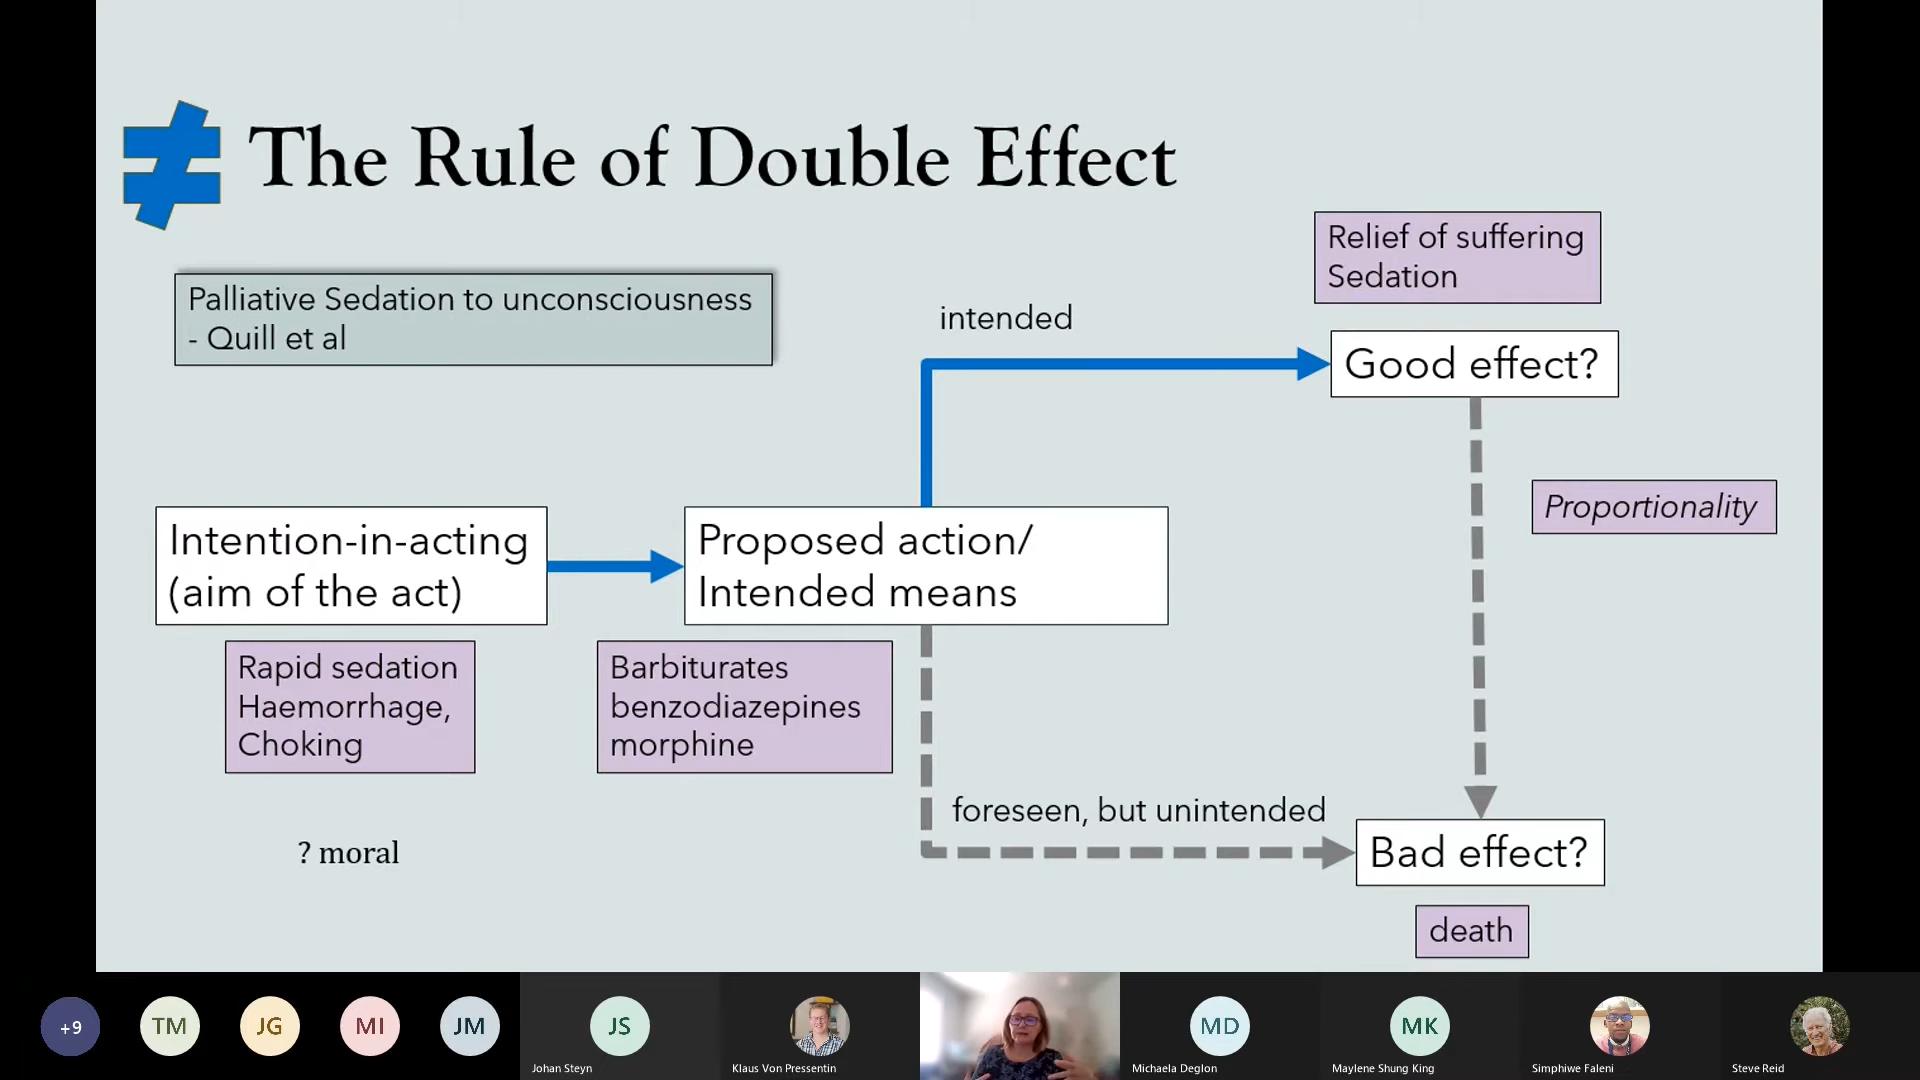 ≠ The Rule of Double Effect
Relief of suffering
Sedation
Palliative Sedation to unconsciousness
- Quill et al
intended
Good effect?
Proportionality
Intention-in-acting
(aim of the act)
Proposed action/
Intended means
Rapid sedation
Haemorrhage,
Choking
Barbiturates
benzodiazepines
morphine
foreseen, but unintended
? moral
Bad effect?
death
+9
TM
JG
MI
JM
JS
MD
MK
Johan Steyn
Klaus Von Pressentin
Michaela Deglon
Maylene Shung King
Simphiwe Faleni
Steve Reid